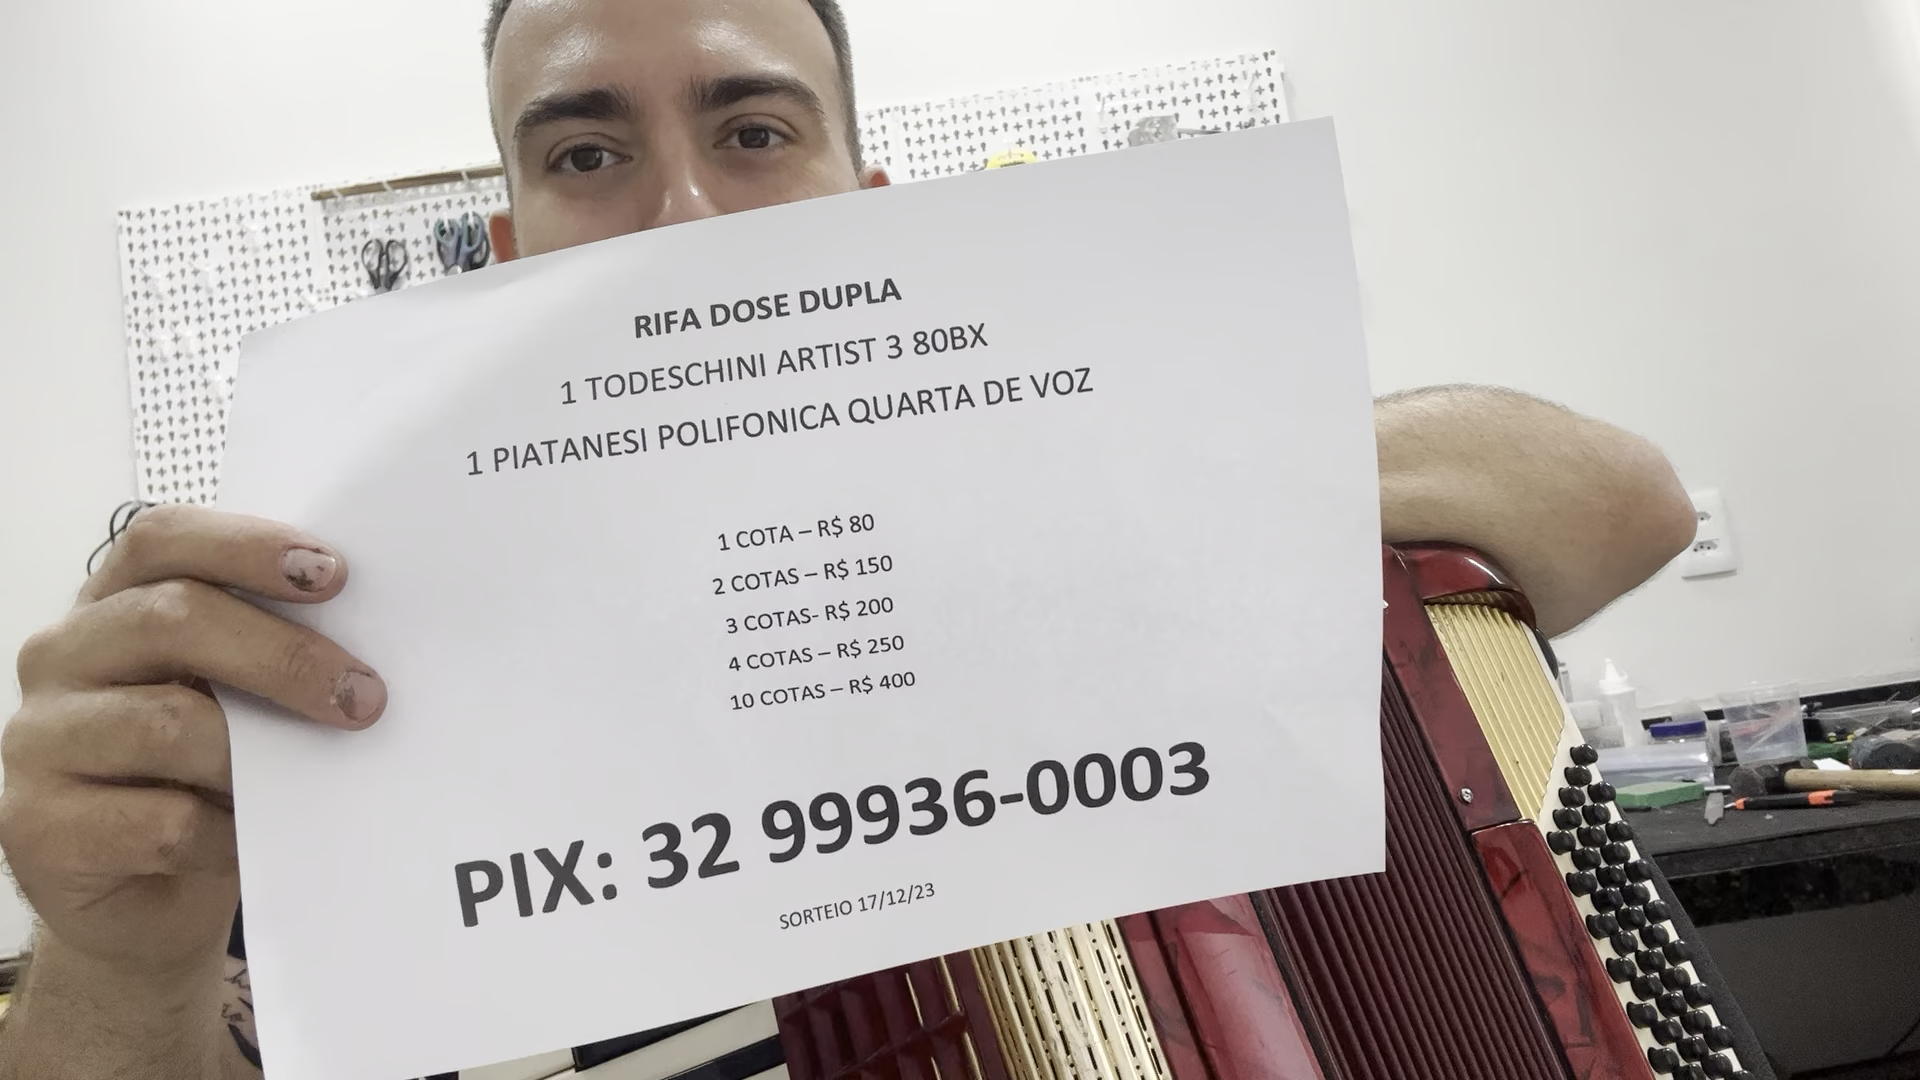 RIFA DOSE DUPLA
1 TODESCHINI ARTIST 3 80BX
1 PIATANESI POLIFONICA QUARTA DE VOZ
1 COTA – R$ 80
2 COTAS – R$ 150
3 COTAS- R$ 200
4 COTAS – R$ 250
10 COTAS – R$ 400
PIX: 32 99936-0003
SORTEIO 17/12/23